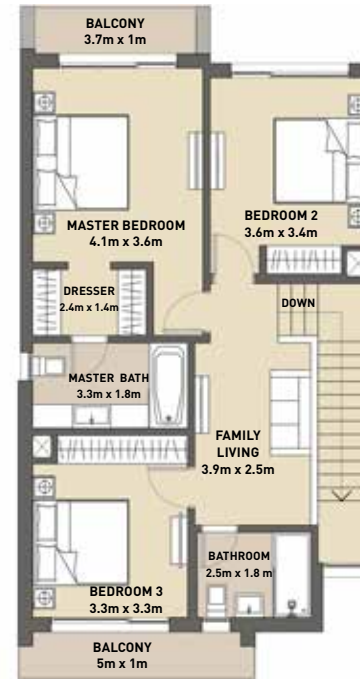 BALCONY
3.7m x 1m
MASTER BEDROOM
4.1m x 3.6m
BEDROOM 2
3.6m x 3.4m
DRESSER
2.4m x 1.4m
DOWN
MASTER BATH
3.3m x 1.8m
FAMILY
LIVING
3.9m x 2.5m
BATHROOM
2.5m x 1.8 m
BEDROOM 3
3.3m x 3.3m
BALCONY
5m x 1m